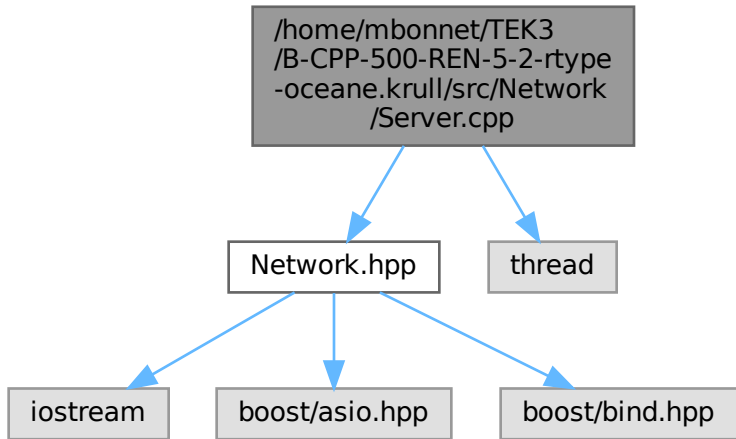 /home/mbonnet/TEK3
/B-CPP-500-REN-5-2-rtype
-oceane.krull/src/Network
/Server.cpp
Network.hpp
thread
iostream
boost/asio.hpp
boost/bind.hpp